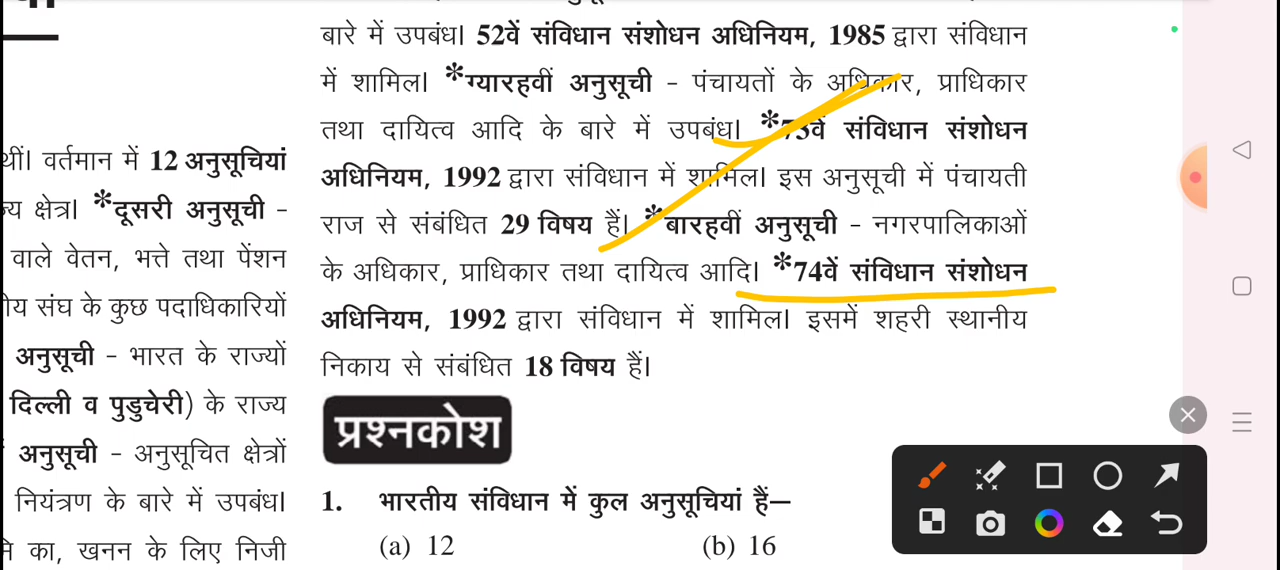 थीं। वर्तमान में 12 अनुसूचियां
क्षेत्र। *दूसरी अनुसूची -
वाले वेतन, भत्ते तथा पेंशन
संघ के कुछ पदाधिकारियों
अनुसूची - भारत के राज्यों
दिल्ली व पुडुचेरी) के राज्य
अनुसूची - अनुसूचित क्षेत्रों
नियंत्रण के बारे में उपबंध।
का, खनन के लिए निजी
बारे में उपबंध। 52वें संविधान संशोधन अधिनियम, 1985 द्वारा संविधान
में शामिल। *ग्यारहवीं अनुसूची - पंचायतों के अधिकार, प्राधिकार
तथा दायित्व आदि के बारे में उपबंध। *73वें संविधान संशोधन
अधिनियम, 1992 द्वारा संविधान में शामिल। इस अनुसूची में पंचायती
राज से संबंधित 29 विषय हैं। *बारहवीं अनुसूची - नगरपालिकाओं
के अधिकार, प्राधिकार तथा दायित्व आदि। *74वें संविधान संशोधन
अधिनियम, 1992 द्वारा संविधान में शामिल। इसमें शहरी स्थानीय
निकाय से संबंधित 18 विषय हैं।
प्रश्नकोश
1. भारतीय संविधान में कुल अनुसूचियां हैं—
(a) 12 (b) 16